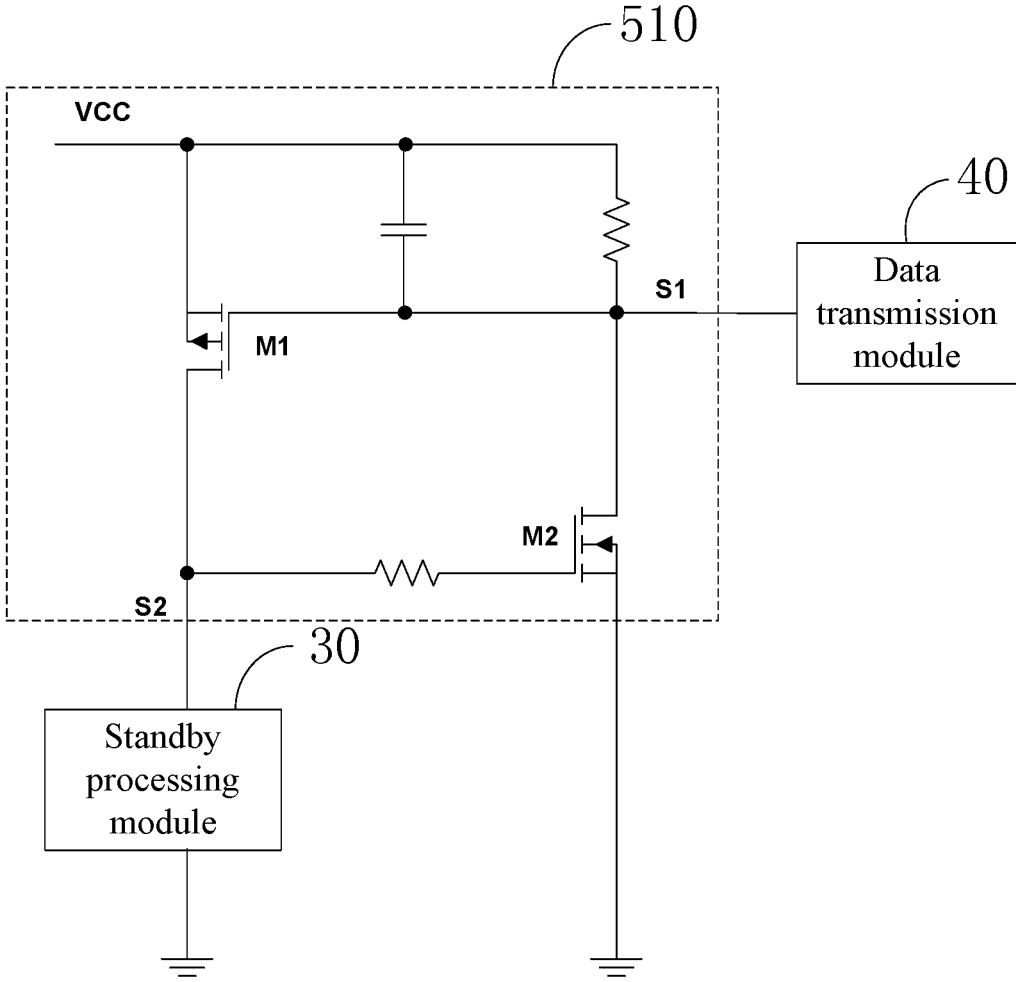 510
VCC
40
Data
transmission
module
S1
M1
M2
S2
30
Standby
processing
module